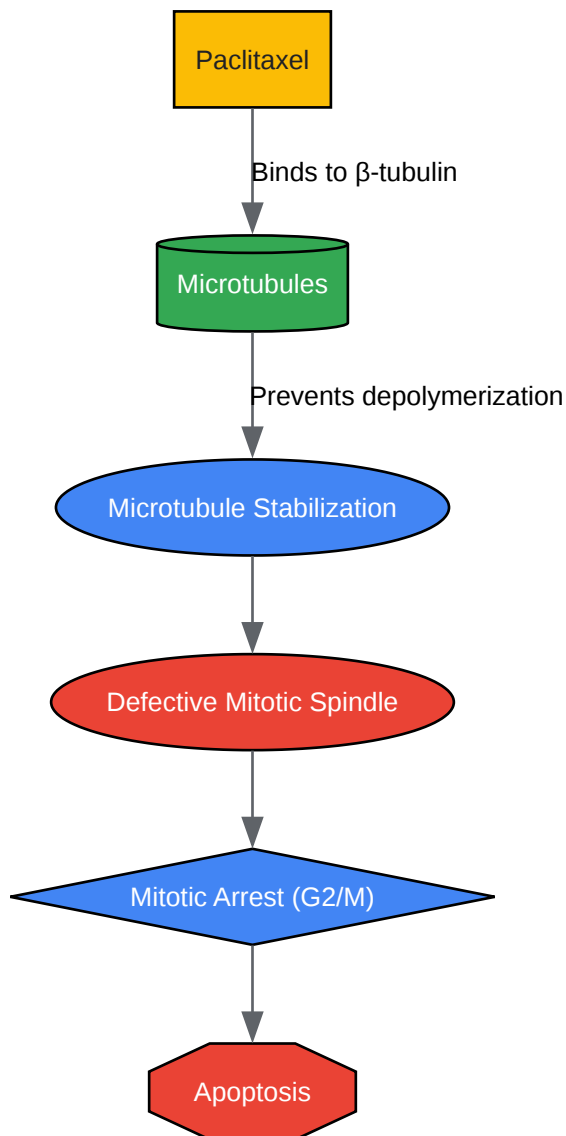 Paclitaxel
Binds to β-tubulin
Microtubules
Prevents depolymerization
Microtubule Stabilization
Defective Mitotic Spindle
Mitotic Arrest (G2/M)
Apoptosis